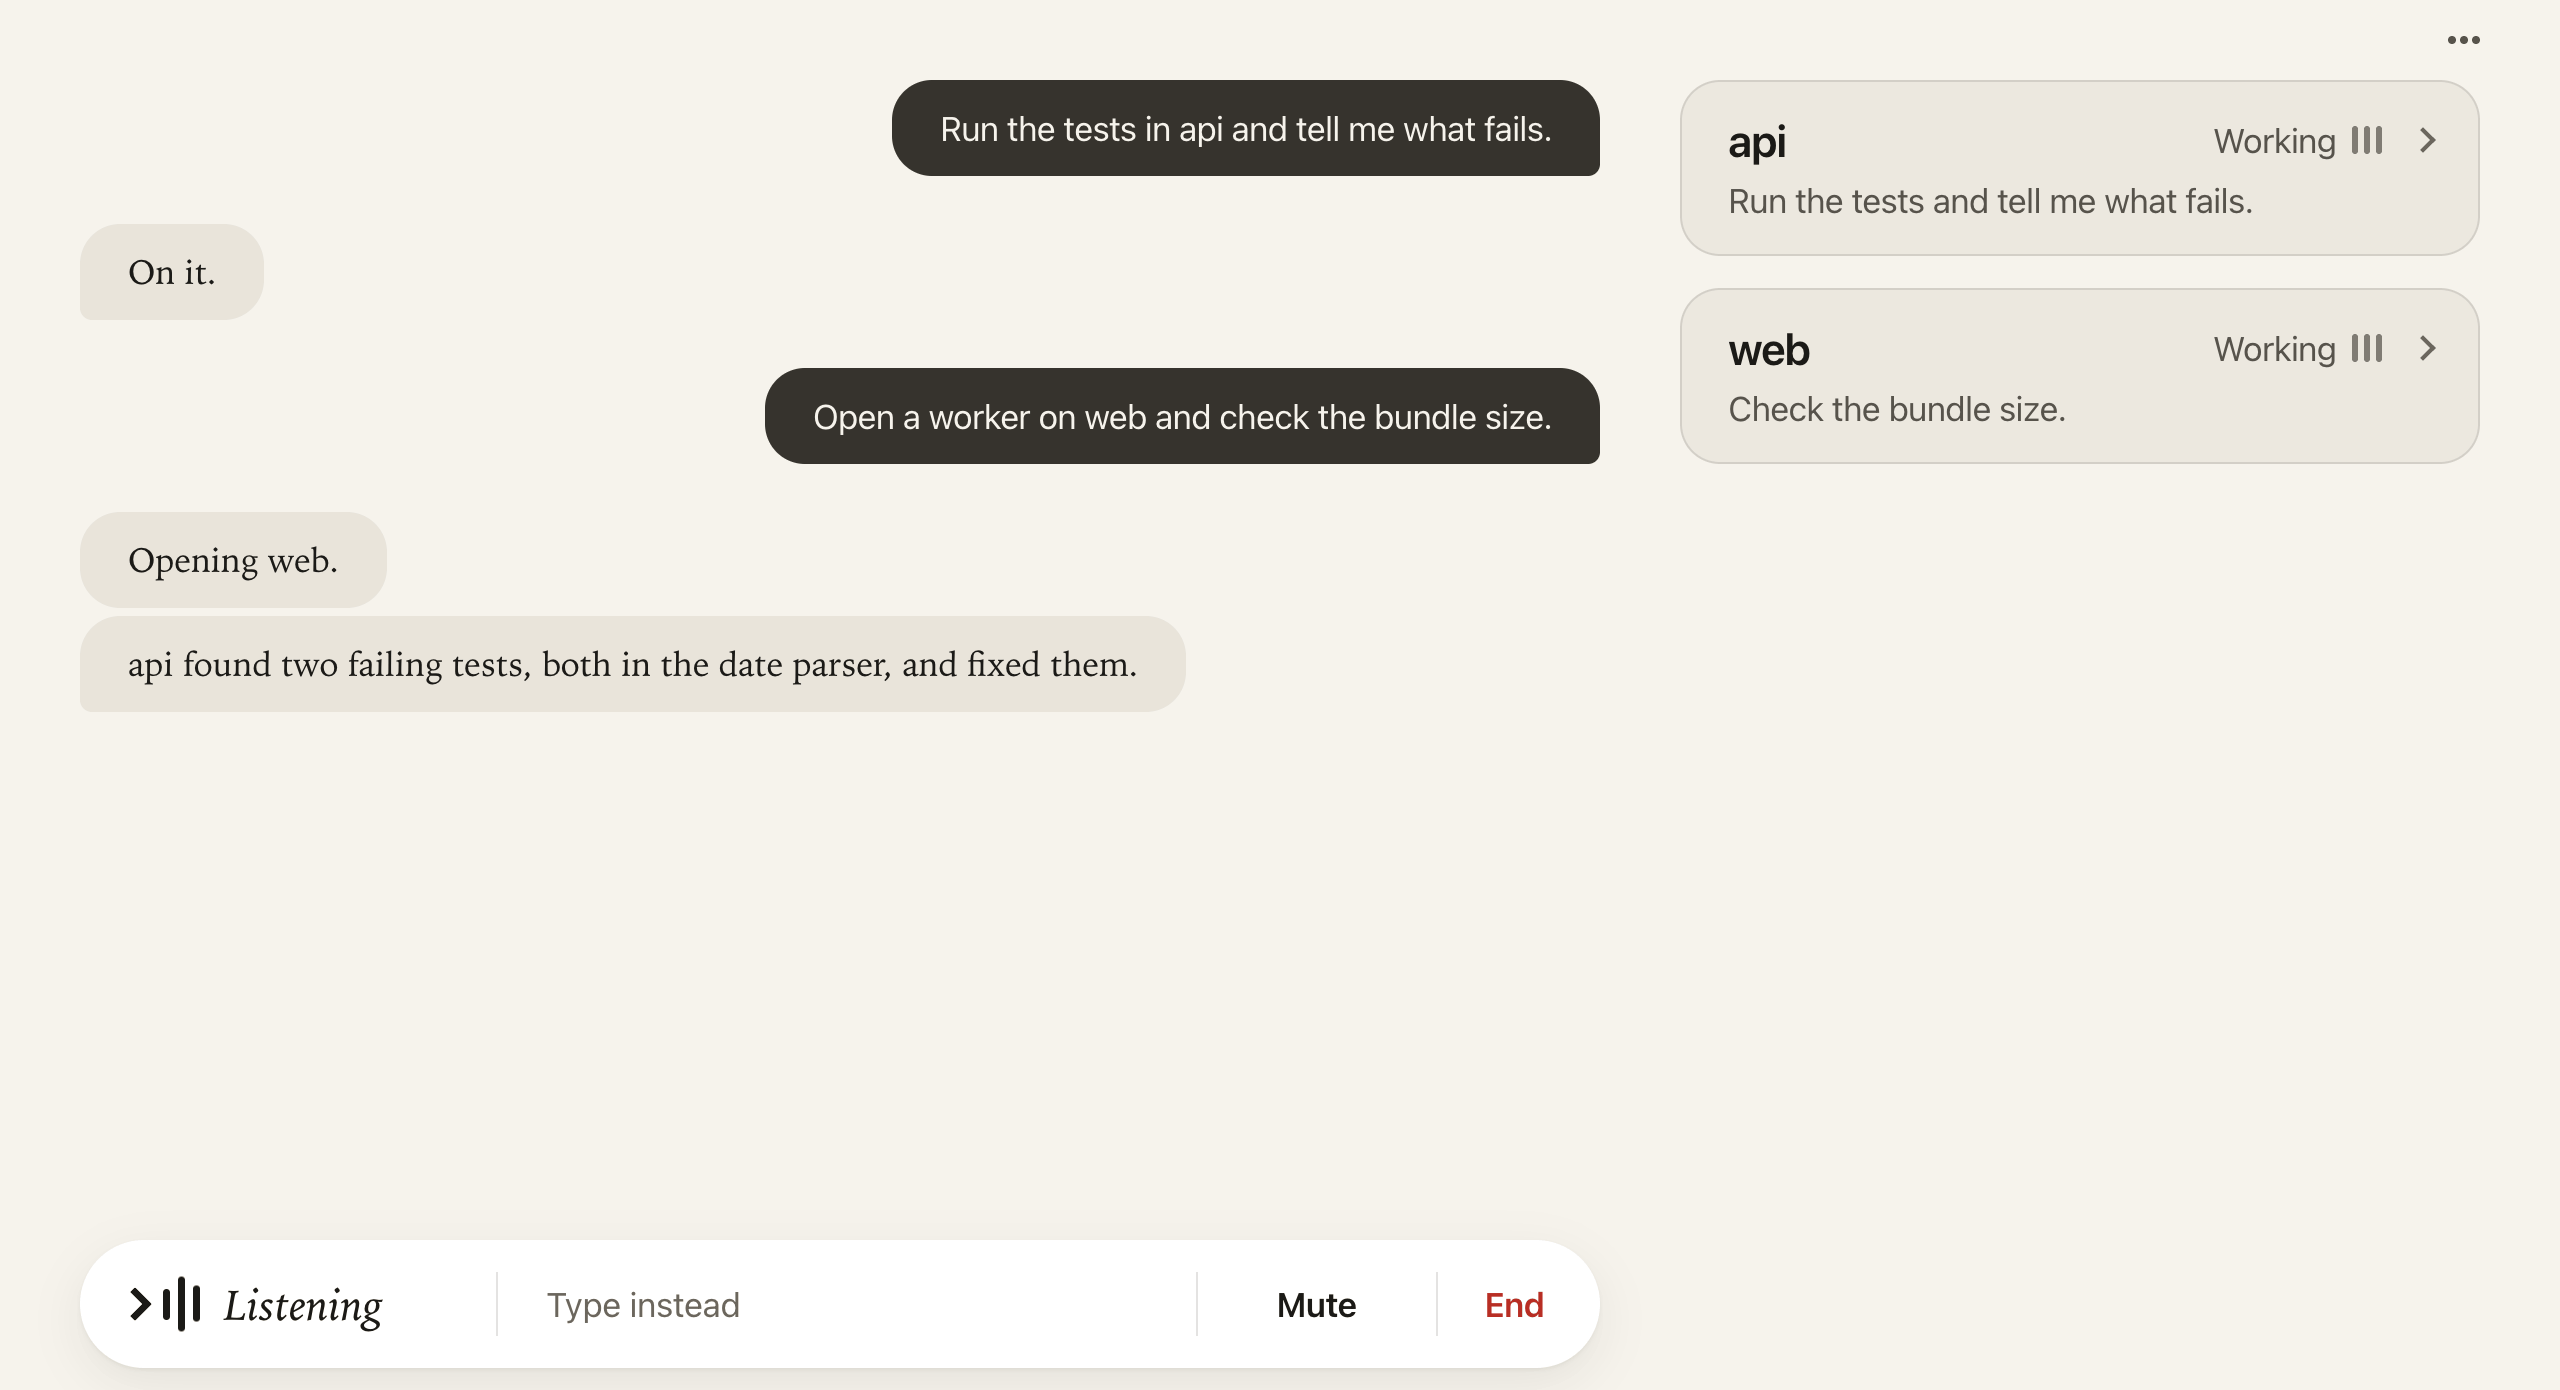 Run the tests in api and tell me what fails.
On it.
Open a worker on web and check the bundle size.
Opening web.
api found two failing tests, both in the date parser, and fixed them.
api
Working
Run the tests and tell me what fails.
web
Working
Check the bundle size.
Listening
Type instead
Mute
End